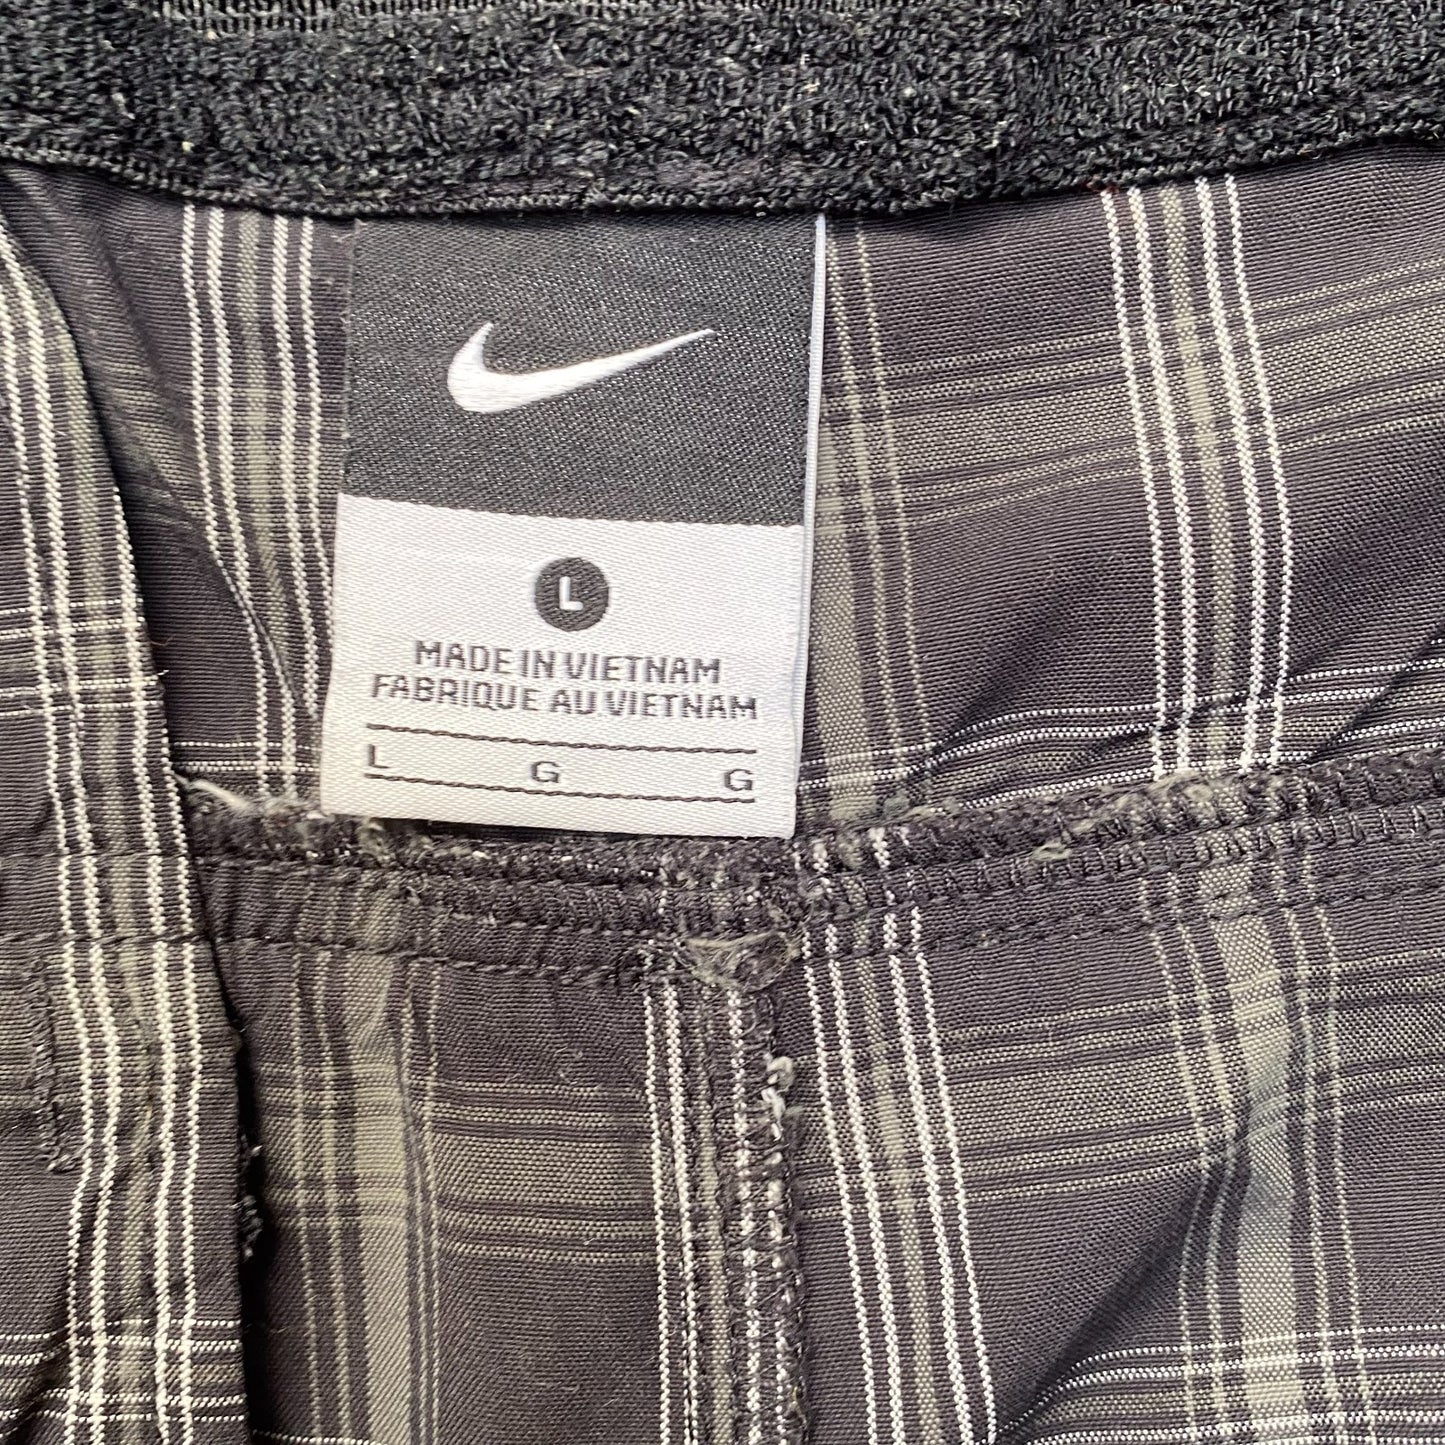 L
MADE IN VIETNAM
FABRIQUE AU VIETNAM
L G G